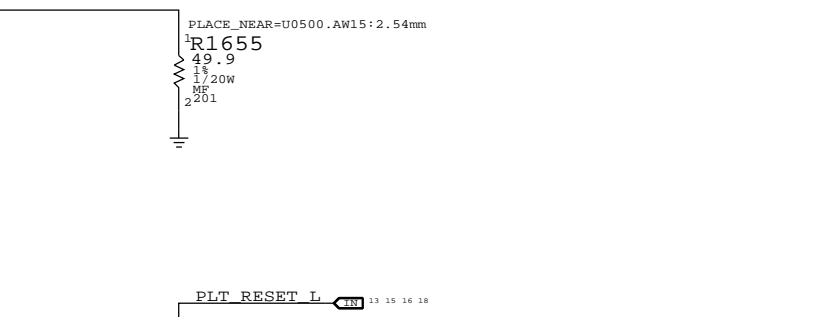 PLACE_NEAR=U0500.AW15:2.54mm
1
R1655
49.9
1%
1/20W
MF
2 201
PLT_RESET_L IN 13 15 16 18